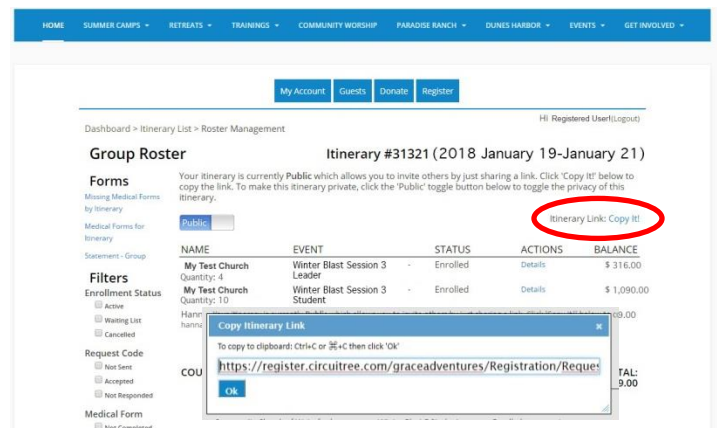 HOME SUMMER CAMPS RETREATS TRAININGS COMMUNITY WORSHIP PARADISE RANCH DUNES HARBOR EVENTS GET INVOLVED
My Account Guests Donate Register
Hi Registered User!(Logout)
Dashboard > Itinerary List > Roster Management
Group Roster
Itinerary #31321 (2018 January 19-January 21)
Forms
Missing Medical Forms
by Itinerary
Medical Forms for
Itinerary
Statement - Group
Your itinerary is currently Public which allows you to invite others by just sharing a link. Click 'Copy It!' below to
copy the link. To make this itinerary private, click the 'Public' toggle button below to toggle the privacy of this
itinerary.
Public
Itinerary Link: Copy It!
NAME EVENT STATUS ACTIONS BALANCE
My Test Church Winter Blast Session 3 - Enrolled Details $ 316.00
Quantity: 4 Leader
My Test Church Winter Blast Session 3 - Enrolled Details $ 1,090.00
Quantity: 10 Student
Filters
Enrollment Status
Active
Waiting List
Cancelled
Request Code
Not Sent
Accepted
Not Responded
Medical Form
Not Completed
Copy Itinerary Link x
To copy to clipboard: Ctrl+C or ⌘+C then click 'Ok'
https://register.circuitree.com/graceadventures/Registration/Reques
Ok
COU
TAL:
9.00